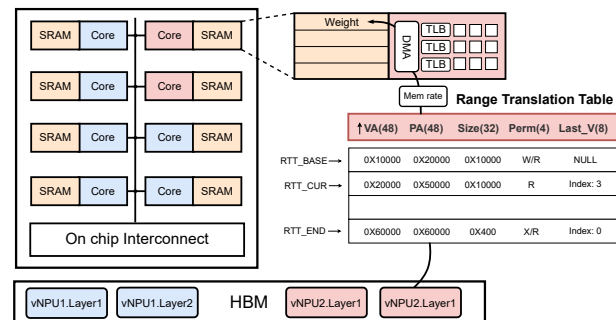 SRAM Core Core SRAM
SRAM Core Core SRAM
SRAM Core Core SRAM
SRAM Core Core SRAM
On chip Interconnect
Weight
DMA
TLB
TLB
TLB
Mem rate
Range Translation Table
↑VA(48) PA(48) Size(32) Perm(4) Last_V(8)
RTT_BASE 0X10000 0X20000 0X10000 W/R NULL
RTT_CUR 0X20000 0X50000 0X10000 R Index: 3
RTT_END 0X60000 0X60000 0X400 X/R Index: 0
vNPU1.Layer1 vNPU1.Layer2 HBM vNPU2.Layer1 vNPU2.Layer1